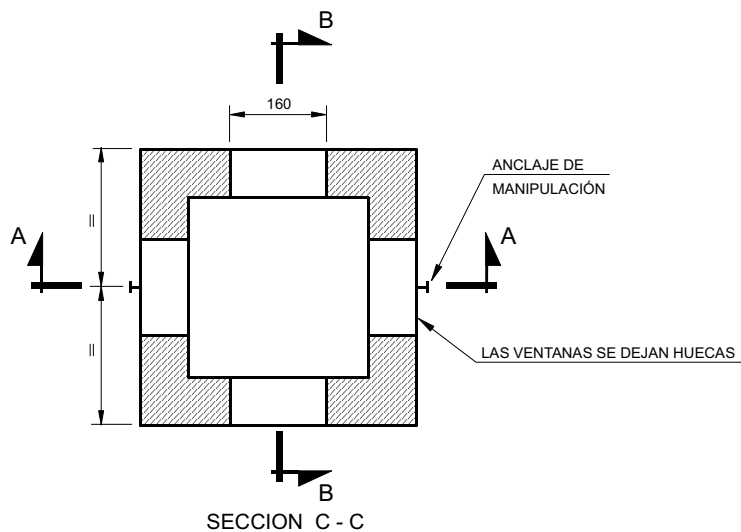 B
160
ANCLAJE DE
MANIPULACIÓN
A
A
=
=
LAS VENTANAS SE DEJAN HUECAS
B
SECCION C - C